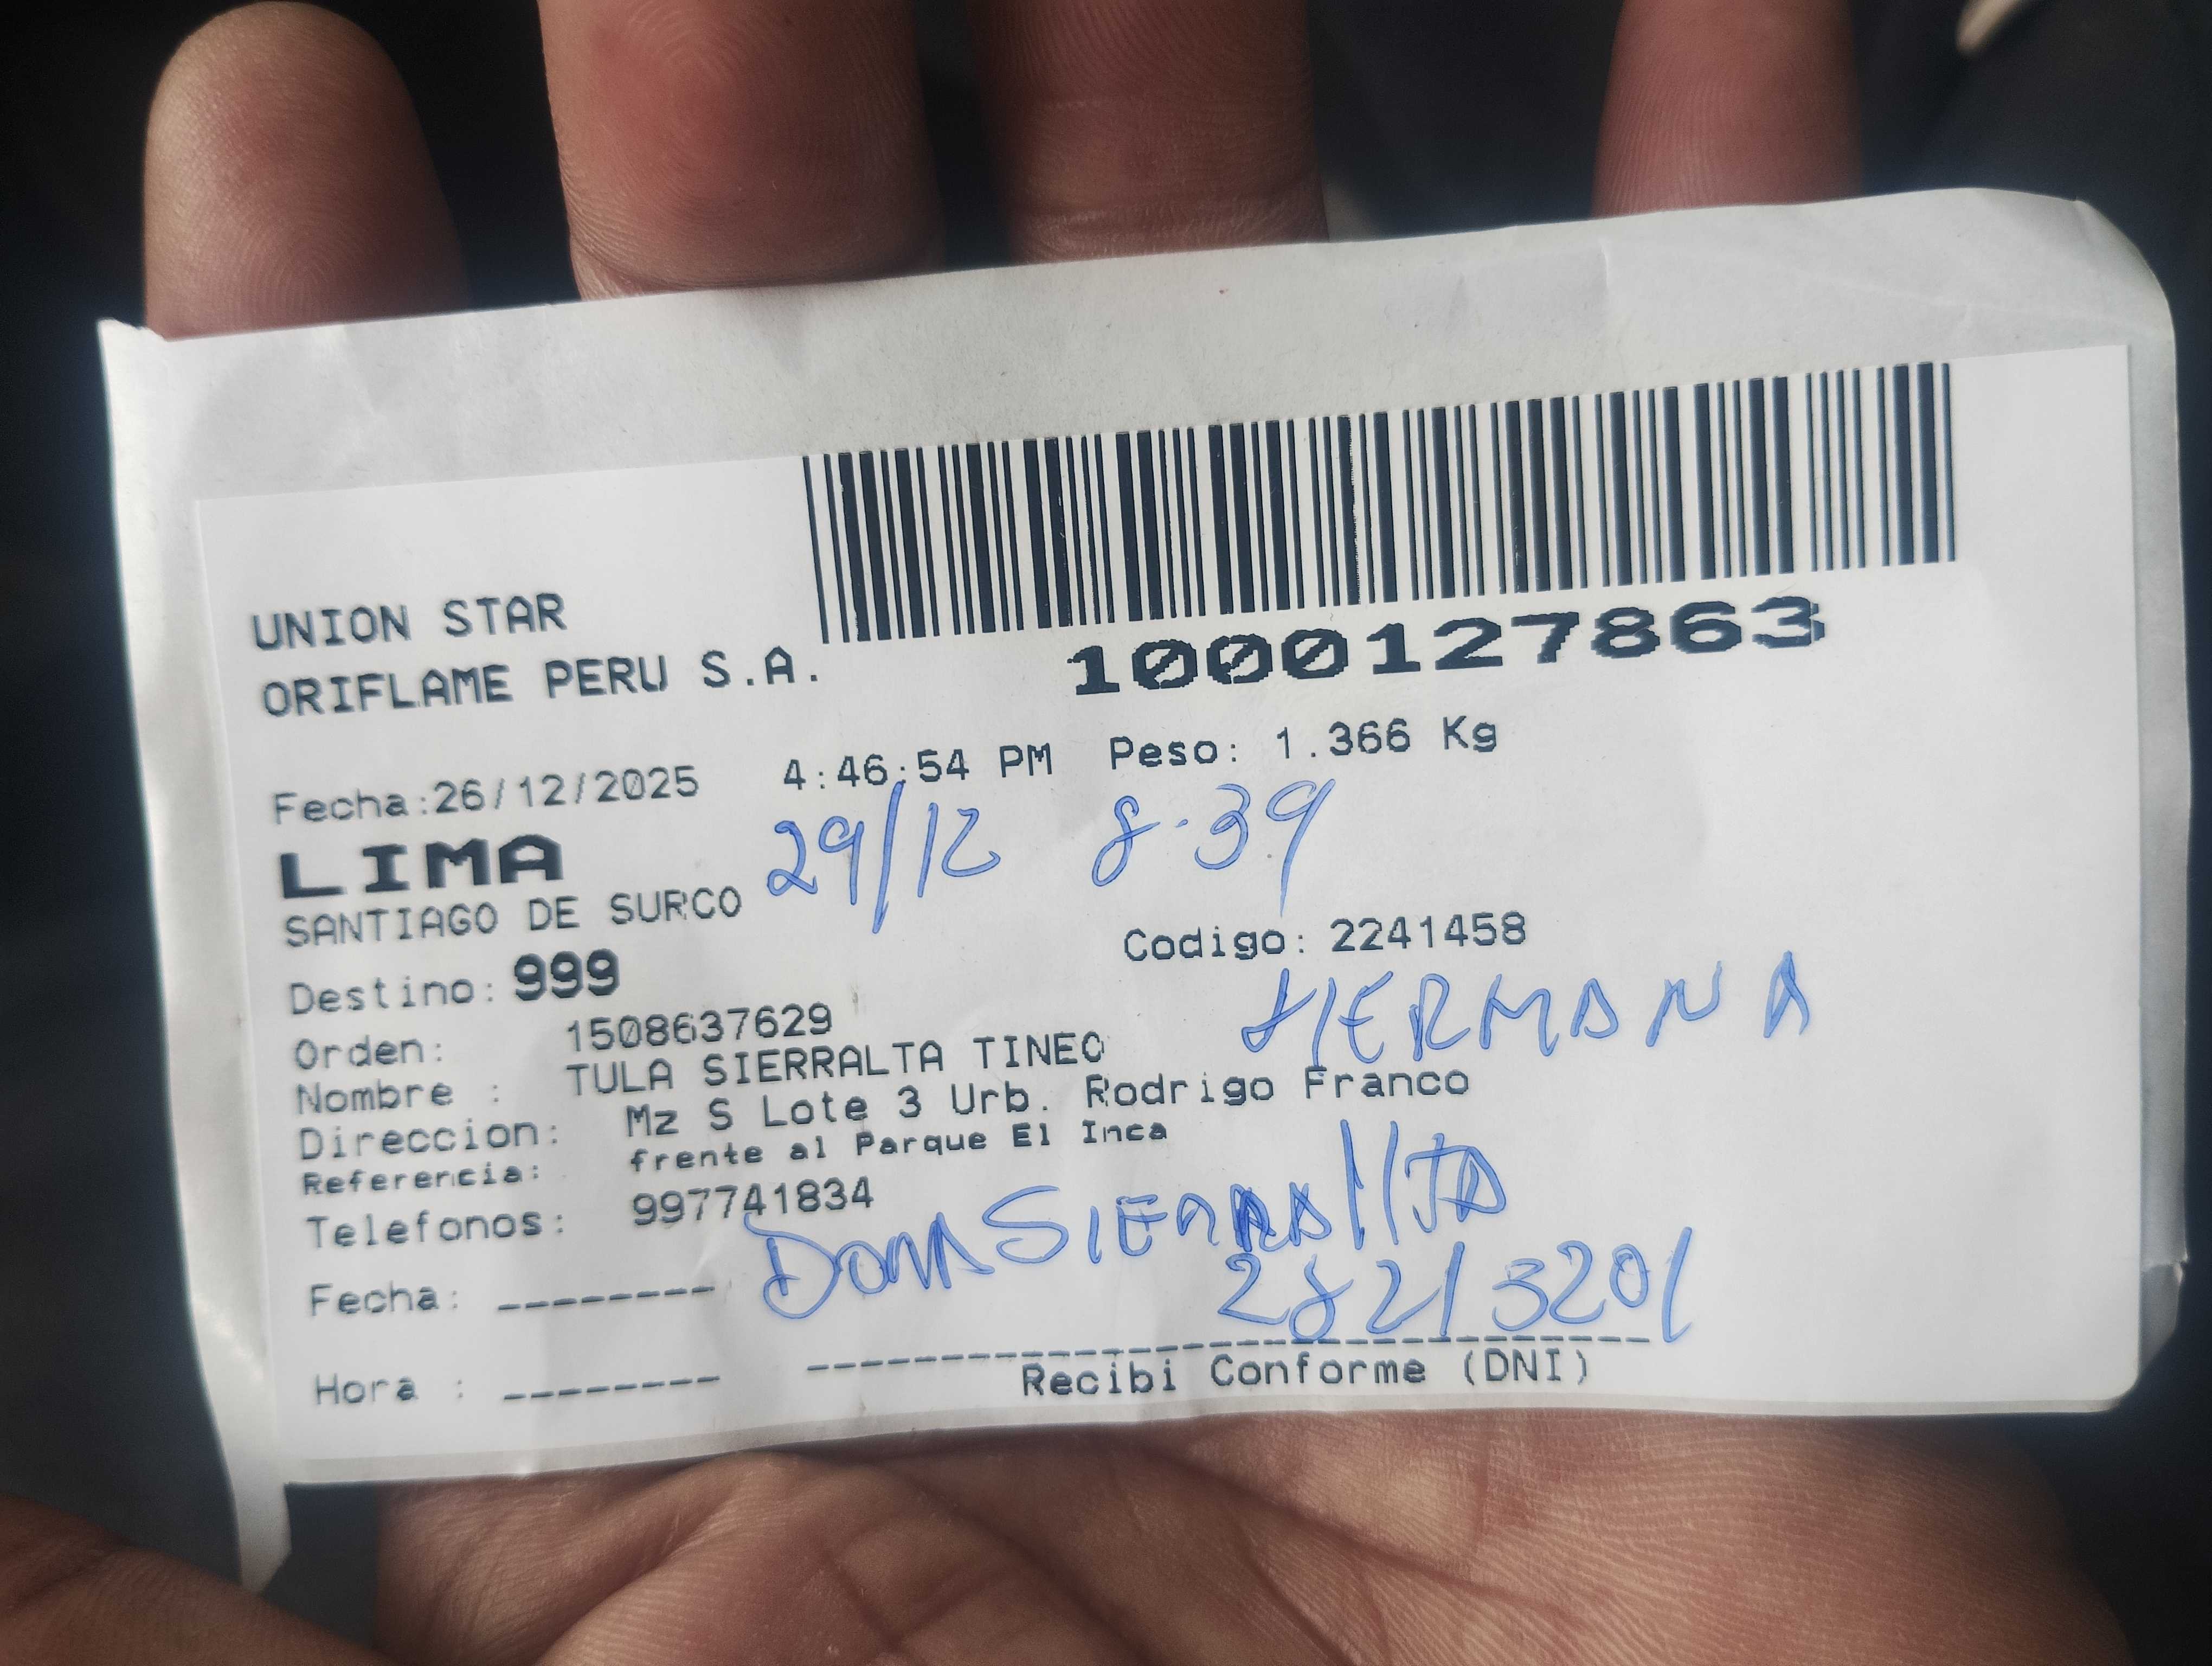 1000127863
UNION STAR
ORIFLAME PERU S.A.
Fecha:26/12/2025 4:46:54 PM Peso: 1.366 Kg
29/12 8:39
LIMA
SANTIAGO DE SURCO
Codigo: 2241458
Destino: 999
HERMANA
Orden: 1508637629
Nombre : TULA SIERRALTA TINEO
Direccion: Mz S Lote 3 Urb. Rodrigo Franco
Referencia: frente al Parque El Inca
Telefonos: 997741834
SIERRAlTA
Fecha: --------
28213201
Hora : --------
Recibi Conforme (DNI)